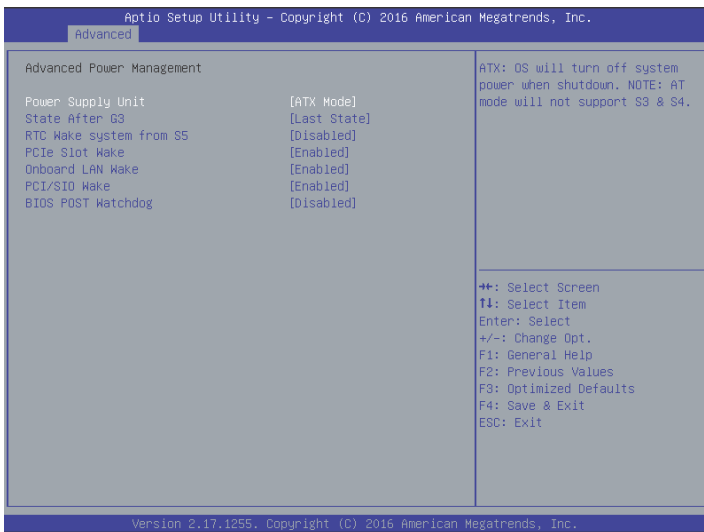 Aptio Setup Utility – Copyright (C) 2016 American Megatrends, Inc.
Advanced
Advanced Power Management
Power Supply Unit [ATX Mode]
State After G3 [Last State]
RTC Wake system from S5 [Disabled]
PCIe Slot Wake [Enabled]
Onboard LAN Wake [Enabled]
PCI/SIO Wake [Enabled]
BIOS POST Watchdog [Disabled]
ATX: OS will turn off system
power when shutdown. NOTE: AT
mode will not support S3 & S4.
→←: Select Screen
↑↓: Select Item
Enter: Select
+/-: Change Opt.
F1: General Help
F2: Previous Values
F3: Optimized Defaults
F4: Save & Exit
ESC: Exit
Version 2.17.1255. Copyright (C) 2016 American Megatrends, Inc.